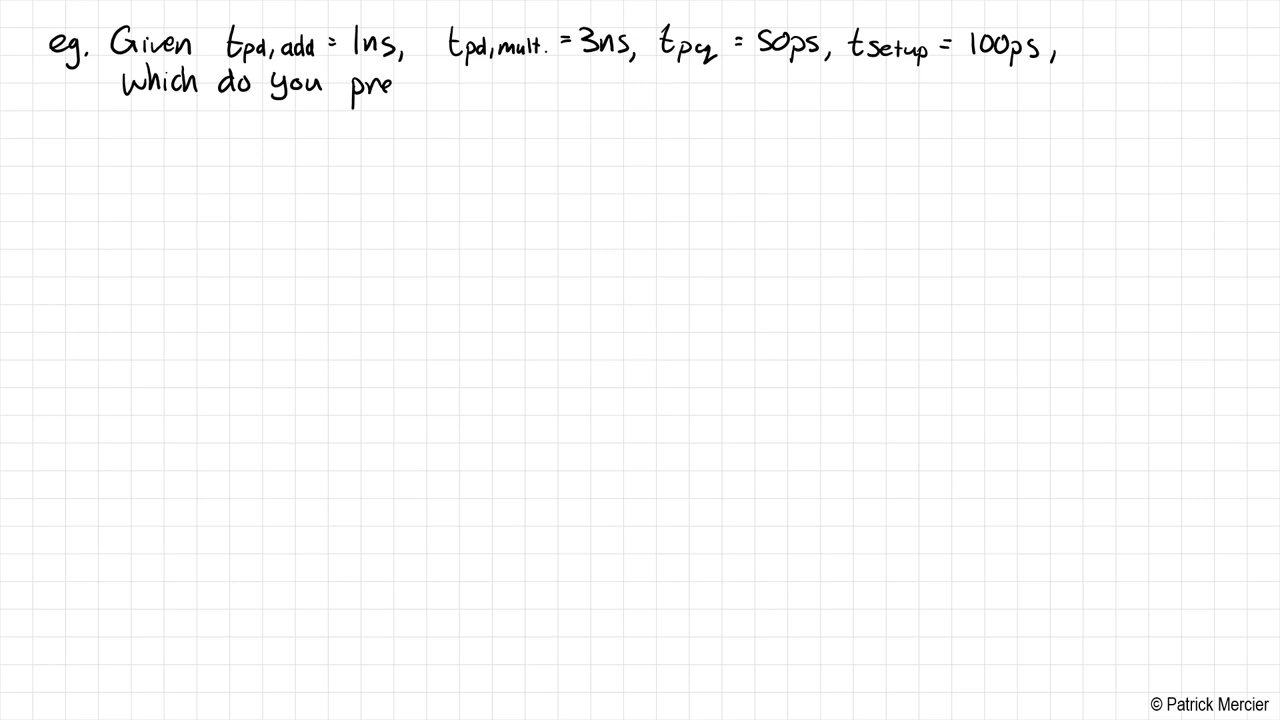 eg. Given tpd,add = 1ns, tpd,mult. = 3ns, tpcq = 50ps, tsetup = 100ps,
which do you pre
© Patrick Mercier